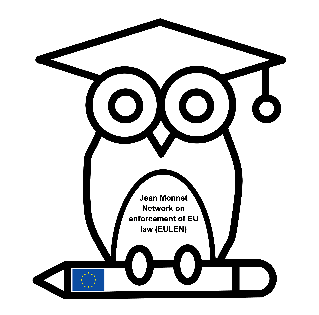 Jean Monnet
Network on
enforcement of EU
law (EULEN)